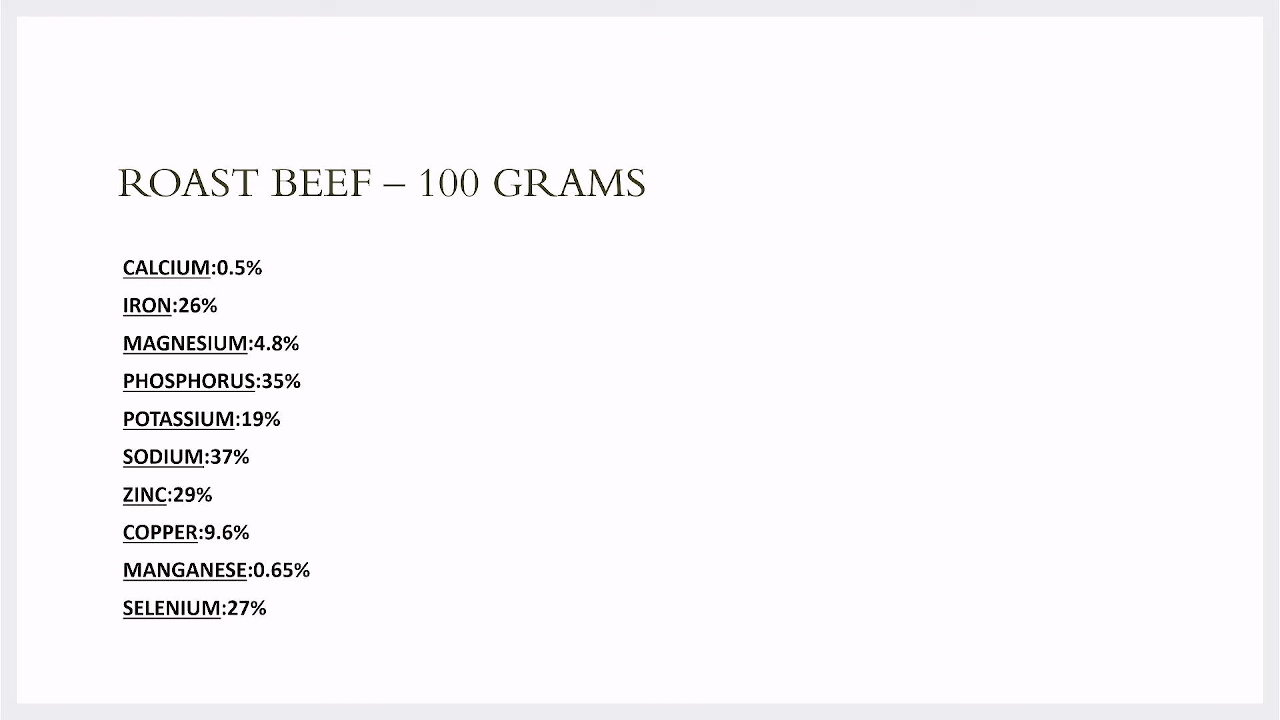 ROAST BEEF – 100 GRAMS
CALCIUM:0.5%
IRON:26%
MAGNESIUM:4.8%
PHOSPHORUS:35%
POTASSIUM:19%
SODIUM:37%
ZINC:29%
COPPER:9.6%
MANGANESE:0.65%
SELENIUM:27%